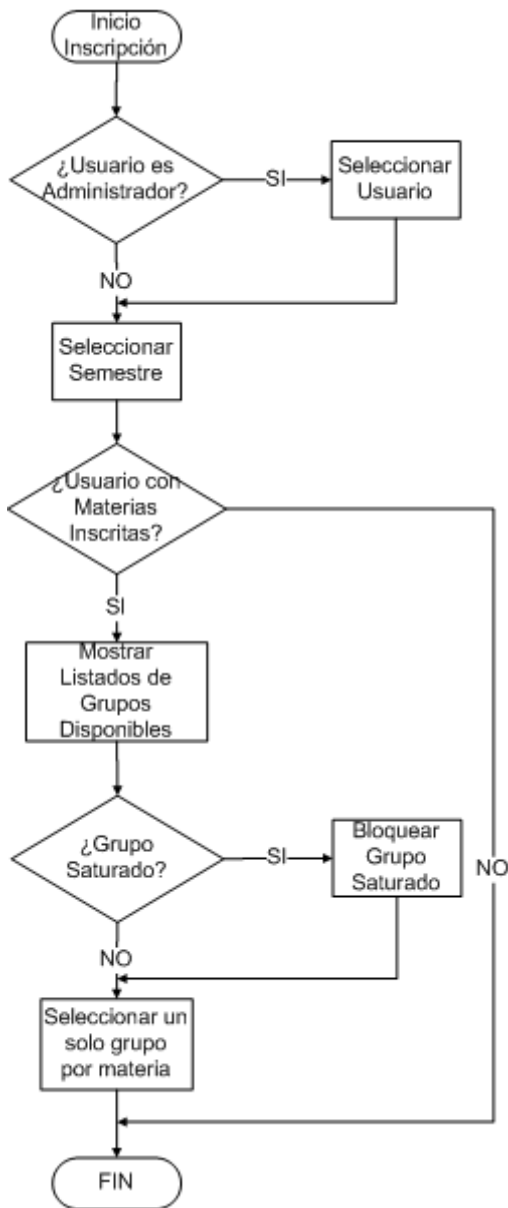 Inicio
Inscripción
¿Usuario es
Administrador?
SI
Seleccionar
Usuario
NO
Seleccionar
Semestre
¿Usuario con
Materias
Inscritas?
SI
Mostrar
Listados de
Grupos
Disponibles
¿Grupo
Saturado?
SI
Bloquear
Grupo
Saturado
NO
NO
Seleccionar un
solo grupo
por materia
FIN